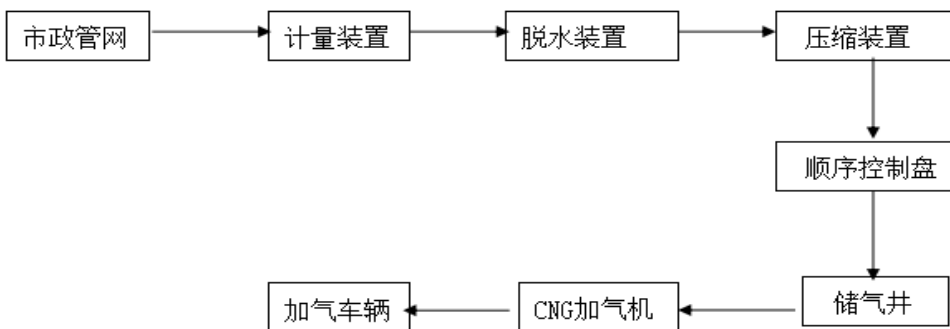 市政管网
计量装置
脱水装置
压缩装置
顺序控制盘
储气井
CNG加气机
加气车辆